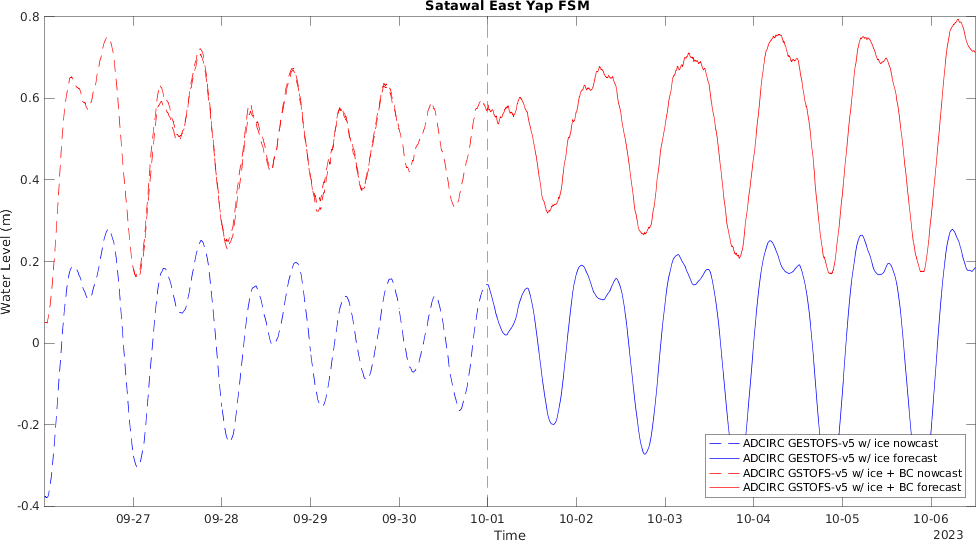 Satawal East Yap FSM
0.8
0.6
0.4
0.2
0
-0.2
-0.4
Water Level (m)
ADCIRC GESTOFS-v5 w/ ice nowcast
ADCIRC GESTOFS-v5 w/ ice forecast
ADCIRC GSTOFS-v5 w/ ice + BC nowcast
ADCIRC GSTOFS-v5 w/ ice + BC forecast
09-27 09-28 09-29 09-30 10-01 10-02 10-03 10-04 10-05 10-06
Time
2023